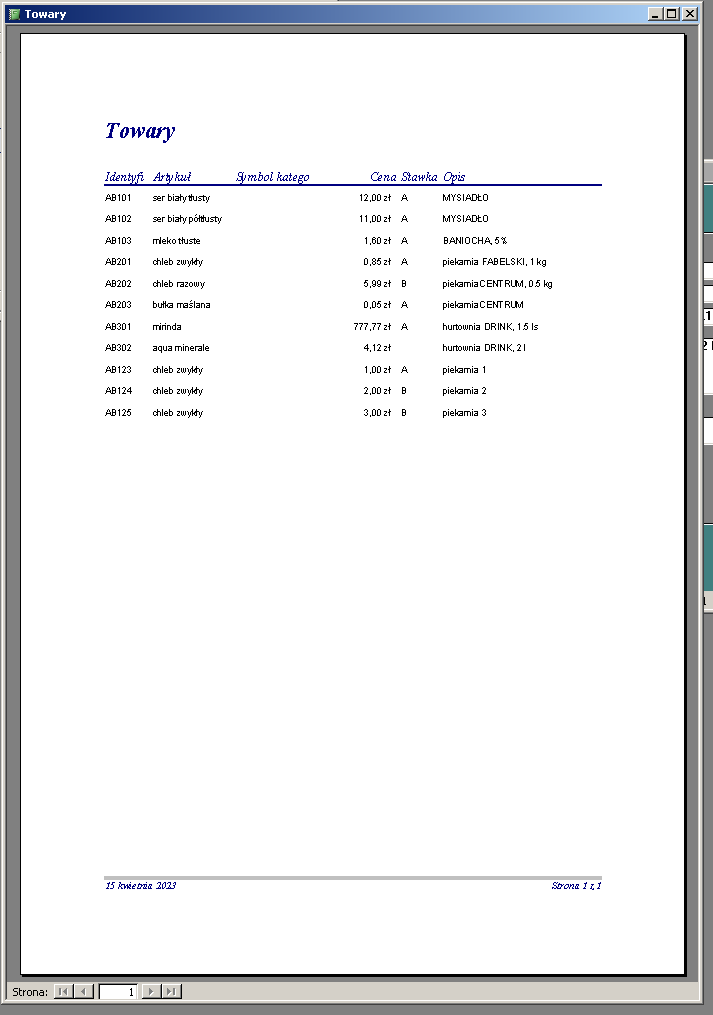 Towary
Towary
Identyfi Artykuł Symbol katego Cena Stawka Opis
AB101 ser biały tłusty 12,00 zł A MYSIADŁO
AB102 ser biały półtłusty 11,00 zł A MYSIADŁO
AB103 mleko tłuste 1,60 zł A BANIOCHA, 5%
AB201 chleb zwykły 0,85 zł A piekarnia FABELSKI, 1 kg
AB202 chleb razowy 5,99 zł B piekarnia CENTRUM, 0.5 kg
AB203 bułka maślana 0,05 zł A piekarnia CENTRUM
AB301 mirinda 777,77 zł A hurtownia DRINK, 1.5 ls
AB302 aqua minerale 4,12 zł hurtownia DRINK, 2 l
AB123 chleb zwykły 1,00 zł A piekarnia 1
AB124 chleb zwykły 2,00 zł B piekarnia 2
AB125 chleb zwykły 3,00 zł B piekarnia 3
15 kwietnia 2023 Strona 1 z 1
Strona: 1